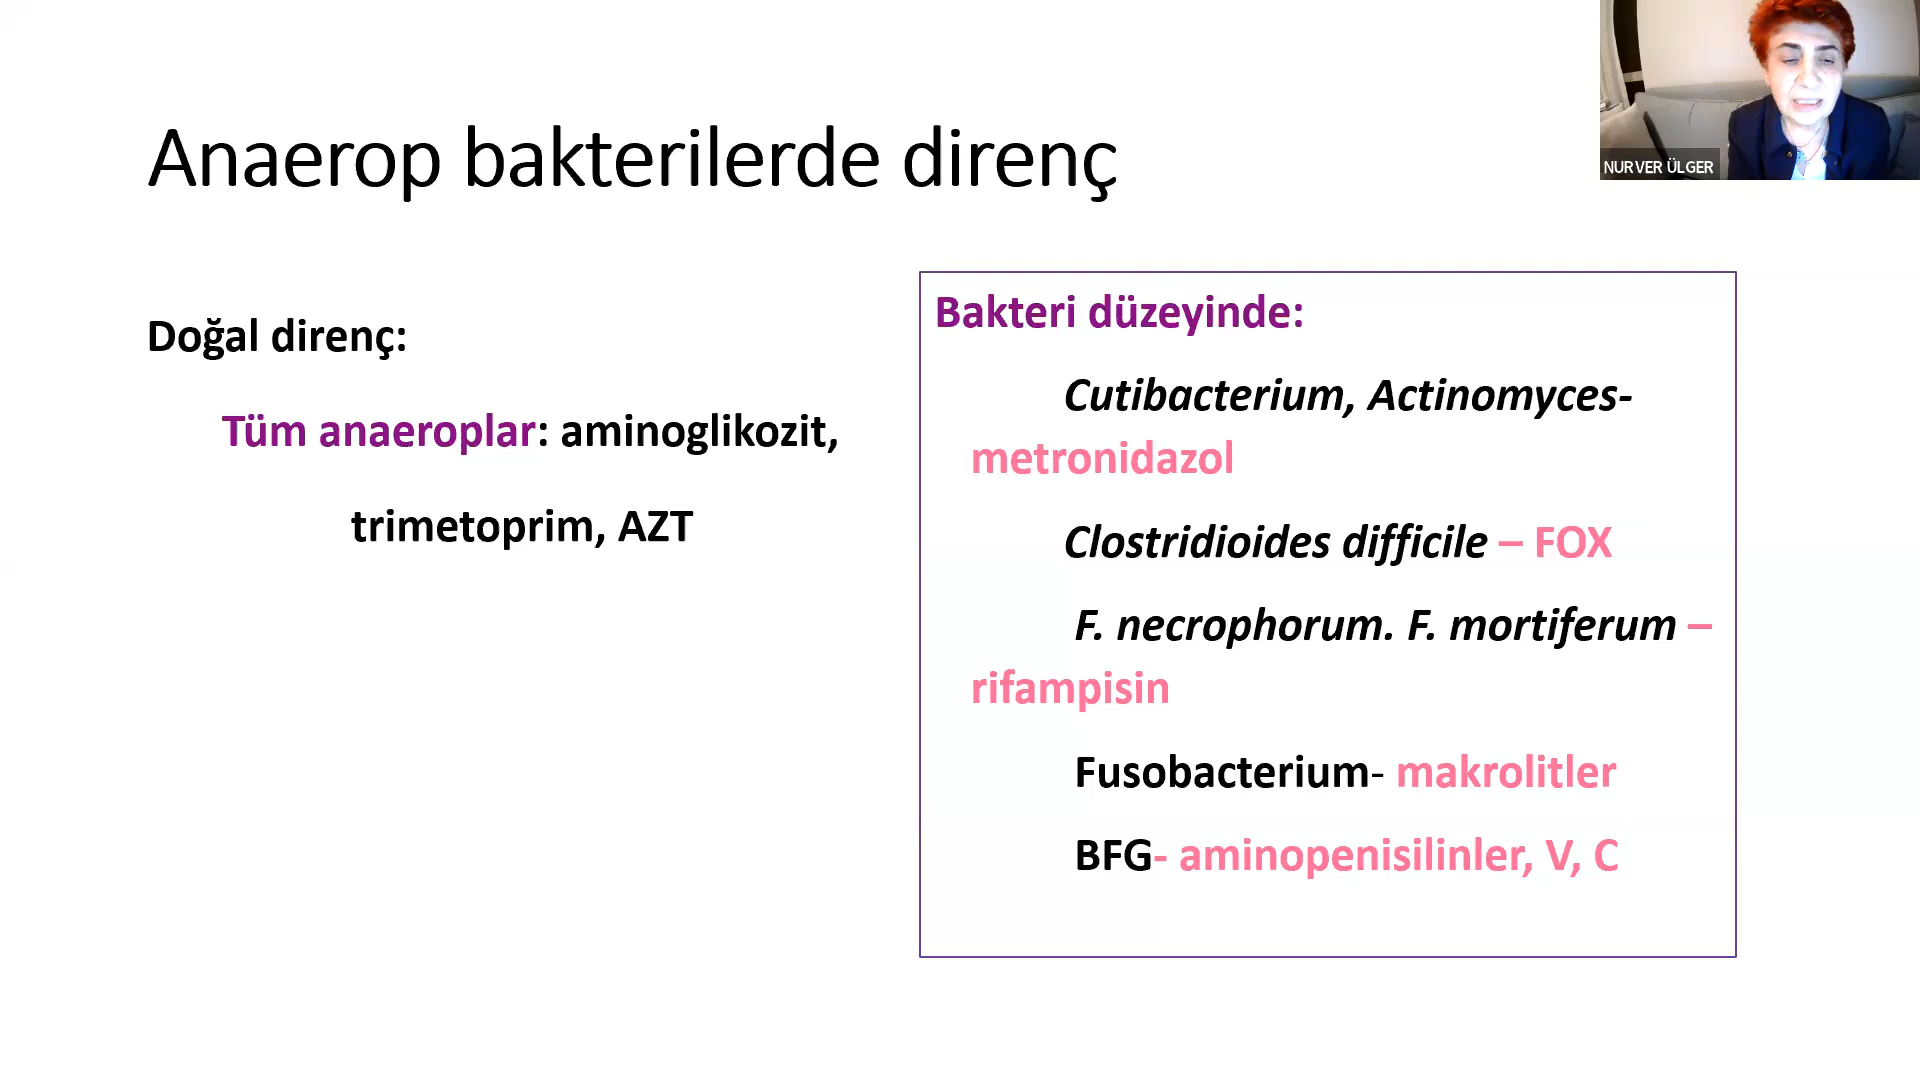 Anaerop bakterilerde direnç
NURVER ÜLGER
Doğal direnç:
Tüm anaeroplar: aminoglikozit,
trimetoprim, AZT
Bakteri düzeyinde:
Cutibacterium, Actinomyces-
metronidazol
Clostridioides difficile – FOX
F. necrophorum. F. mortiferum –
rifampisin
Fusobacterium- makrolitler
BFG- aminopenisilinler, V, C